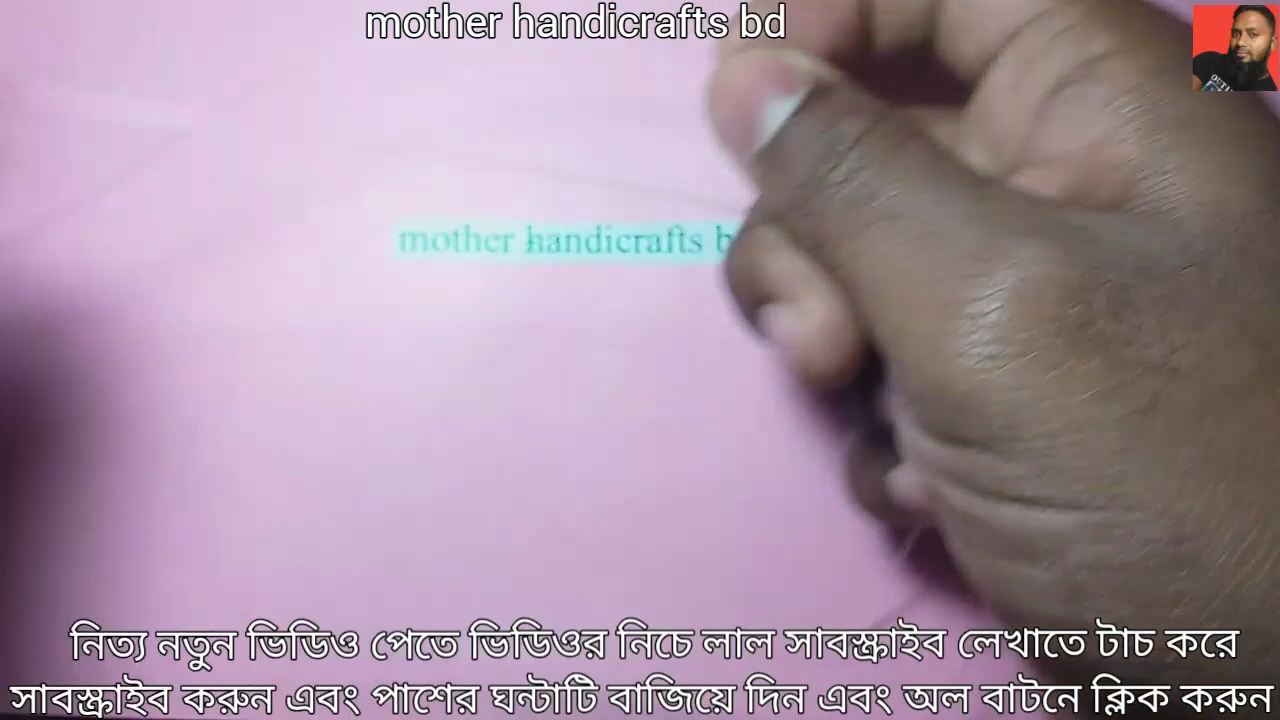 mother handicrafts bd
mother handicrafts
নিত্য নতুন ভিডিও পেতে ভিডিওর নিচে লাল সাবস্ক্রাইব লেখাতে টাচ করে
সাবস্ক্রাইব করুন এবং পাশের ঘন্টাটি বাজিয়ে দিন এবং অল বাটনে ক্লিক করুন